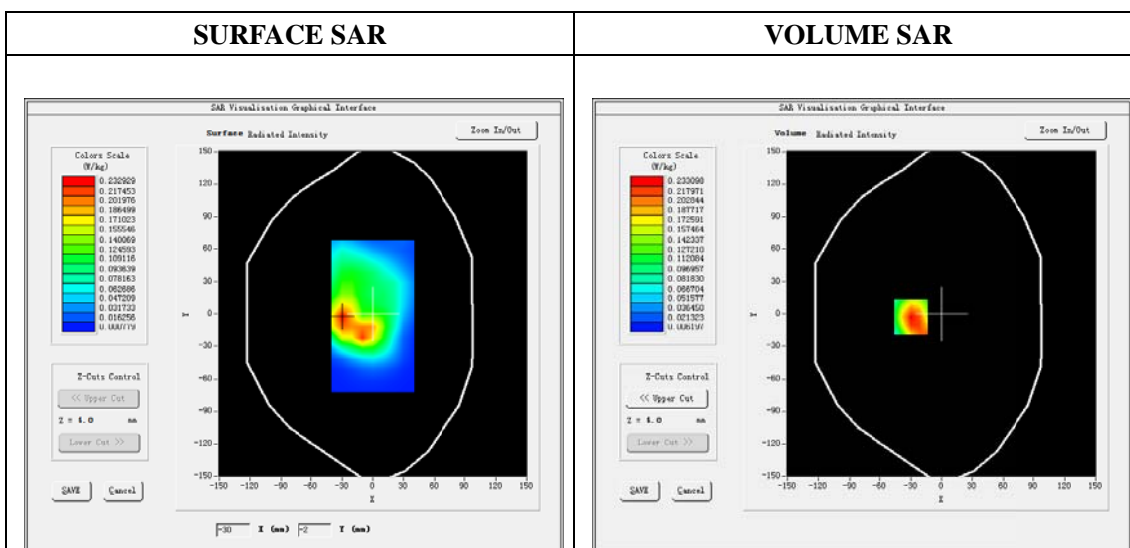 SURFACE SAR
VOLUME SAR
SAR Visualisation Graphical Interface
Surface Radiated Intensity
Zoom In/Out
Colors Scale
(W/kg)
0.232929
0.217453
0.201976
0.186499
0.171023
0.155546
0.140069
0.124593
0.109116
0.093639
0.078163
0.062686
0.047209
0.031733
0.016256
0.000779
Z-Cuts Control
<< Upper Cut
Z = 4.0 mm
Lower Cut >>
SAVE
Cancel
150
120
90
60
30
0
-30
-60
-90
-120
-150
Y
-150 -120 -90 -60 -30 0 30 60 90 120 150
X
-30 X (mm) -2 Y (mm)
SAR Visualisation Graphical Interface
Volume Radiated Intensity
Zoom In/Out
Colors Scale
(W/kg)
0.233098
0.217971
0.202844
0.187717
0.172591
0.157464
0.142337
0.127210
0.112084
0.096957
0.081830
0.066704
0.051577
0.036450
0.021323
0.006197
Z-Cuts Control
<< Upper Cut
Z = 4.0 mm
Lower Cut >>
SAVE
Cancel
150
120
90
60
30
0
-30
-60
-90
-120
-150
Y
-150 -120 -90 -60 -30 0 30 60 90 120 150
X